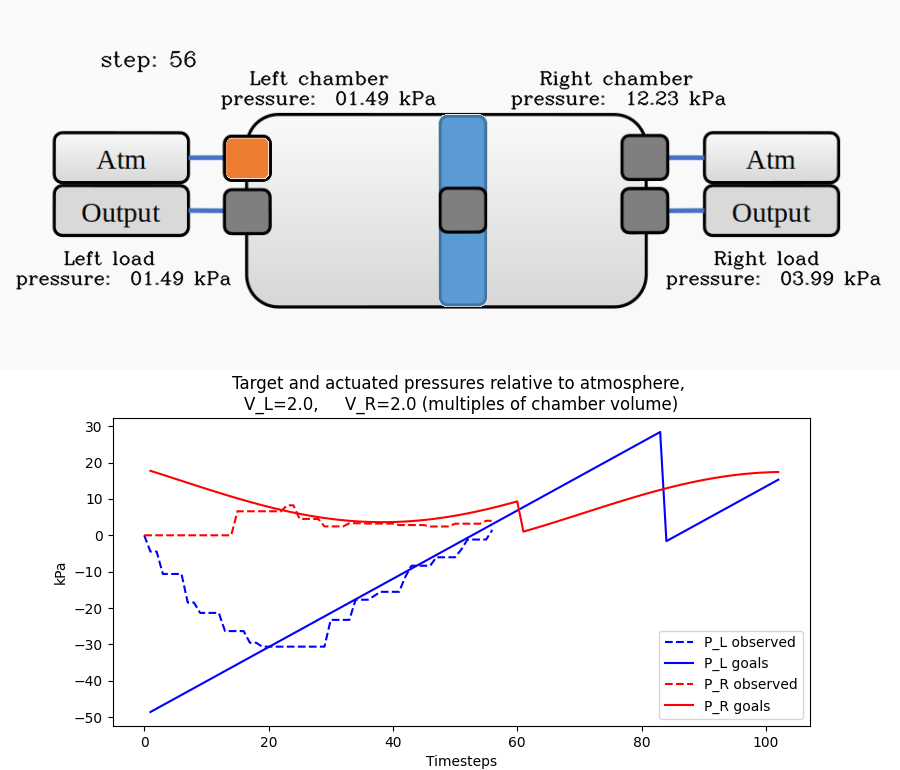 step: 56
Left chamber
pressure: 01.49 kPa
Right chamber
pressure: 12.23 kPa
Atm
Output
Atm
Output
Left load
pressure: 01.49 kPa
Right load
pressure: 03.99 kPa
Target and actuated pressures relative to atmosphere,
V_L=2.0, V_R=2.0 (multiples of chamber volume)
30
20
10
0
−10
−20
−30
−40
−50
kPa
P_L observed
P_L goals
P_R observed
P_R goals
0 20 40 60 80 100
Timesteps